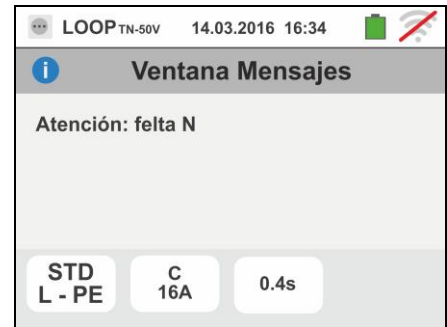 LOOP TN-50V 14.03.2016 16:34
Ventana Mensajes
Atención: felta N
STD
L - PE
C
16A
0.4s